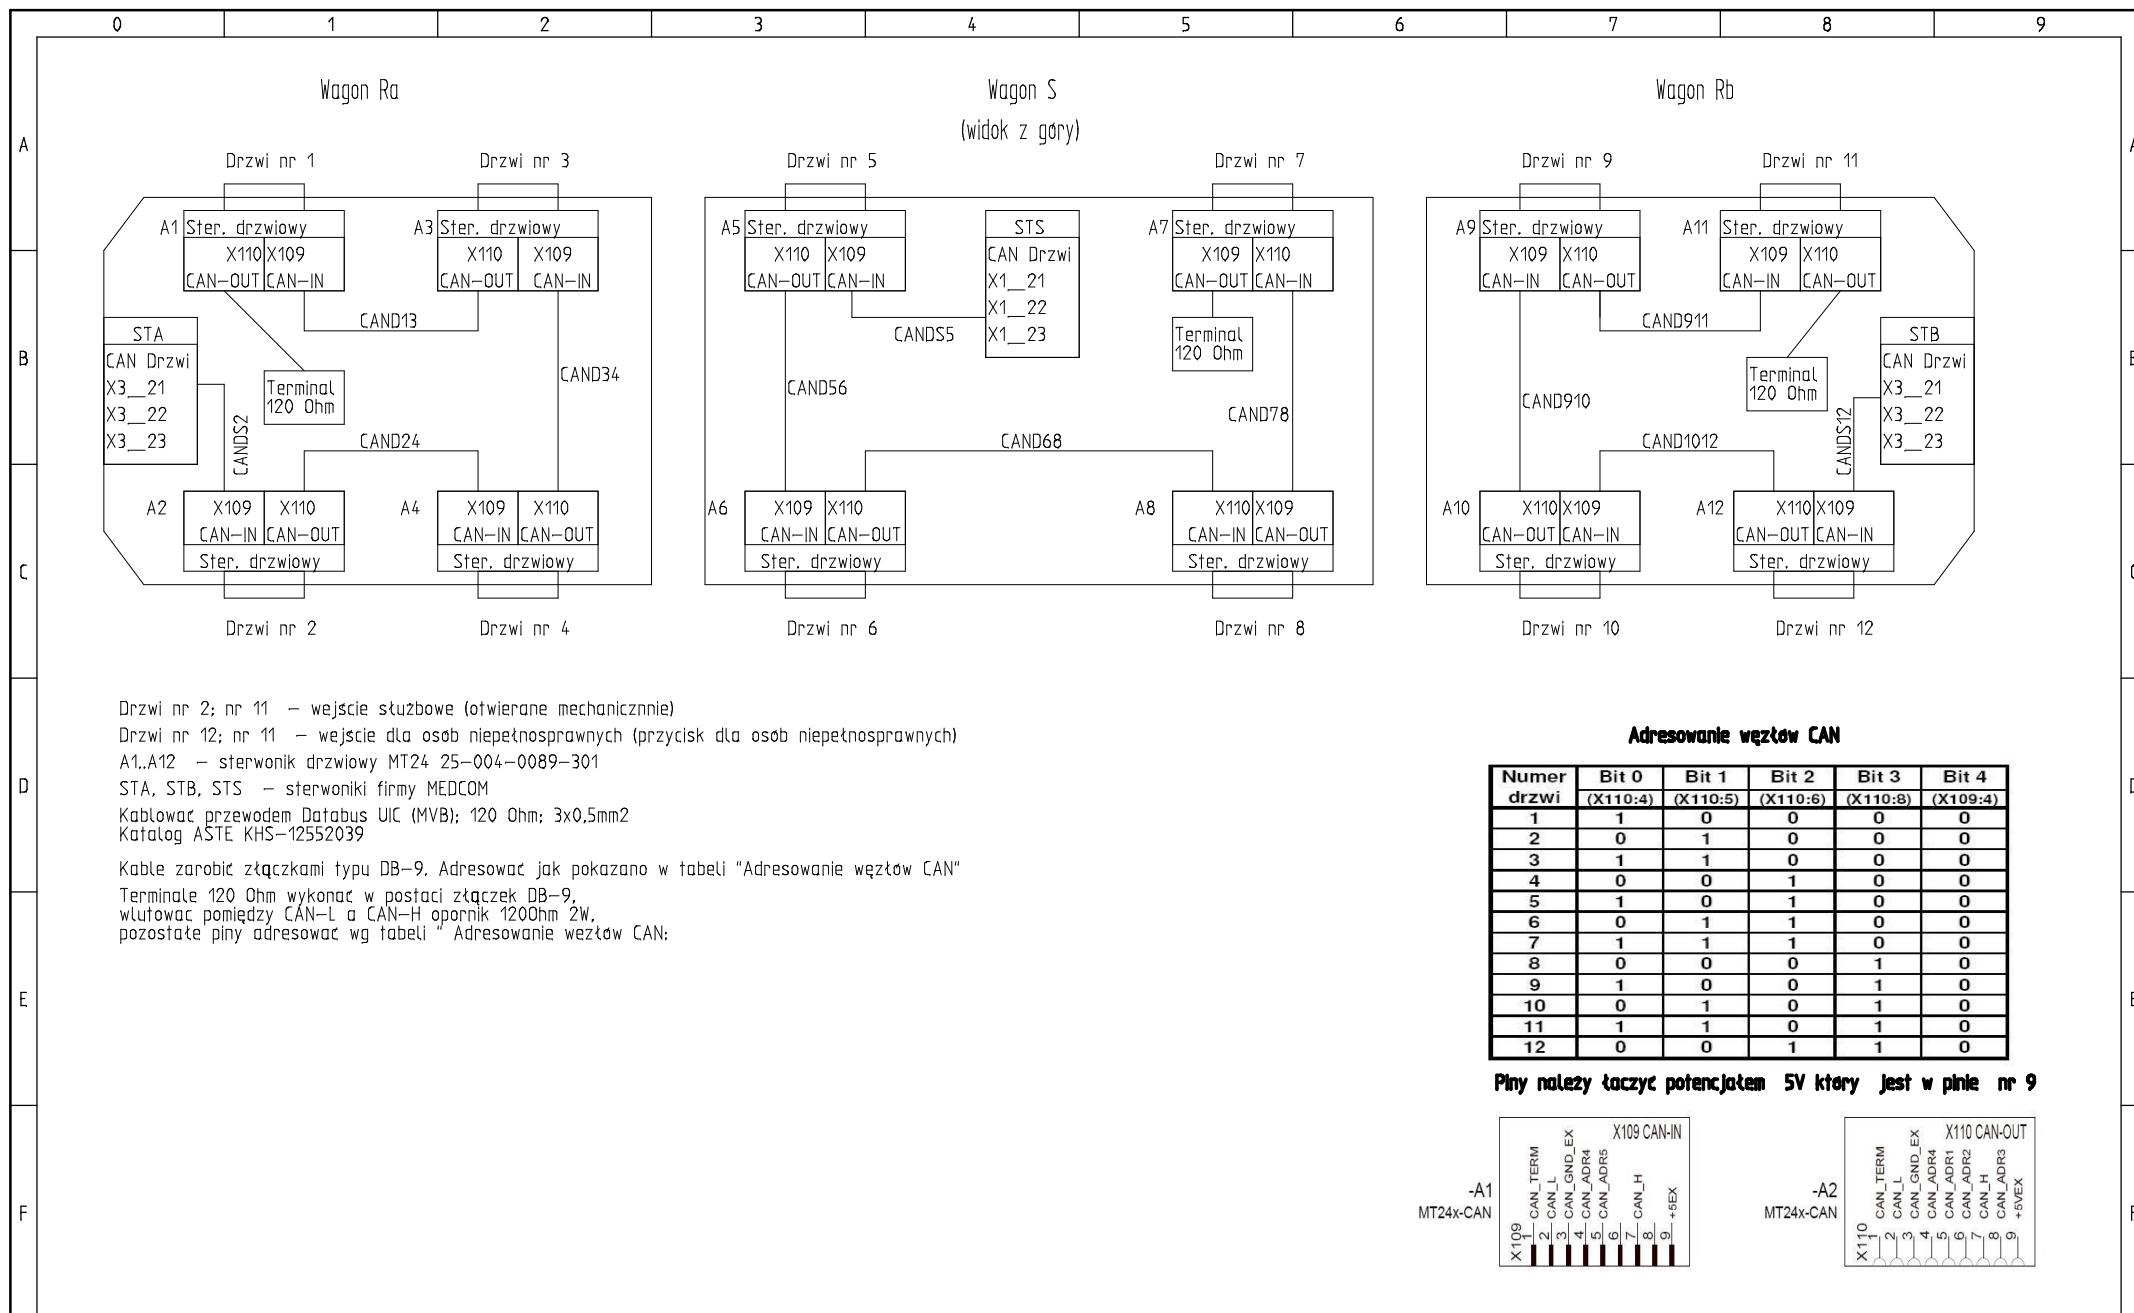 0 1 2 3 4 5 6 7 8 9
Wagon Ra
Wagon S
Wagon Rb
(widok z góry)
A
A
Drzwi nr 1
Drzwi nr 3
Drzwi nr 5
Drzwi nr 7
Drzwi nr 9
Drzwi nr 11
A1 Ster. drzwiowy
X110 X109
CAN-OUT CAN-IN
A3 Ster. drzwiowy
X110 X109
CAN-OUT CAN-IN
A5 Ster. drzwiowy
X110 X109
CAN-OUT CAN-IN
STS
CAN Drzwi
X1__21
X1__22
X1__23
A7 Ster. drzwiowy
X109 X110
CAN-OUT CAN-IN
A9 Ster. drzwiowy
X109 X110
CAN-IN CAN-OUT
A11 Ster. drzwiowy
X109 X110
CAN-IN CAN-OUT
B
CAND13
CANDS5
CAND911
STA
CAN Drzwi
X3__21
X3__22
X3__23
Terminal
120 Ohm
CAND34
CAND56
Terminal
120 Ohm
CAND78
CAND910
Terminal
120 Ohm
STB
CAN Drzwi
X3__21
X3__22
X3__23
CANDS2
CAND24
CAND68
CAND1012
CANDS12
A2
X109 X110
CAN-IN CAN-OUT
Ster. drzwiowy
A4
X109 X110
CAN-IN CAN-OUT
Ster. drzwiowy
A6
X109 X110
CAN-IN CAN-OUT
Ster. drzwiowy
A8
X110 X109
CAN-IN CAN-OUT
Ster. drzwiowy
A10
X110 X109
CAN-OUT CAN-IN
Ster. drzwiowy
A12
X110 X109
CAN-OUT CAN-IN
Ster. drzwiowy
C
Drzwi nr 2
Drzwi nr 4
Drzwi nr 6
Drzwi nr 8
Drzwi nr 10
Drzwi nr 12
Drzwi nr 2; nr 11 – wejście służbowe (otwierane mechanicznnie)
Drzwi nr 12; nr 11 – wejście dla osób niepełnosprawnych (przycisk dla osób niepełnosprawnych)
A1..A12 – sterwonik drzwiowy MT24 25-004-0089-301
STA, STB, STS – sterwoniki firmy MEDCOM
Kablować przewodem Databus UIC (MVB); 120 Ohm; 3x0,5mm2
Katalog ASTE KHS-12552039
Kable zarobić złączkami typu DB-9. Adresować jak pokazano w tabeli "Adresowanie węzłów CAN"
Terminale 120 Ohm wykonać w postaci złączek DB-9,
wlutowac pomiędzy CAN-L a CAN-H opornik 120Ohm 2W,
pozostałe piny adresować wg tabeli " Adresowanie wezłów CAN;
D
E
F
Adresowanie węzłów CAN
Numer drzwi Bit 0 Bit 1 Bit 2 Bit 3 Bit 4
(X110:4) (X110:5) (X110:6) (X110:8) (X109:4)
1 1 0 0 0 0
2 0 1 0 0 0
3 1 1 0 0 0
4 0 0 1 0 0
5 1 0 1 0 0
6 0 1 1 0 0
7 1 1 1 0 0
8 0 0 0 1 0
9 1 0 0 1 0
10 0 1 0 1 0
11 1 1 0 1 0
12 0 0 1 1 0
Piny należy łaczyć potencjałem 5V który jest w pinie nr 9
-A1
MT24x-CAN
X109 CAN-IN
X109
1 CAN_TERM
2 CAN_L
3 CAN_GND_EX
4 CAN_ADR4
5 CAN_ADR5
6
7 CAN_H
8
9 +5EX
-A2
MT24x-CAN
X110 CAN-OUT
X110
1 CAN_TERM
2 CAN_L
3 CAN_GND_EX
4 CAN_ADR4
5 CAN_ADR1
6 CAN_ADR2
7 CAN_H
8 CAN_ADR3
9 +5VEX